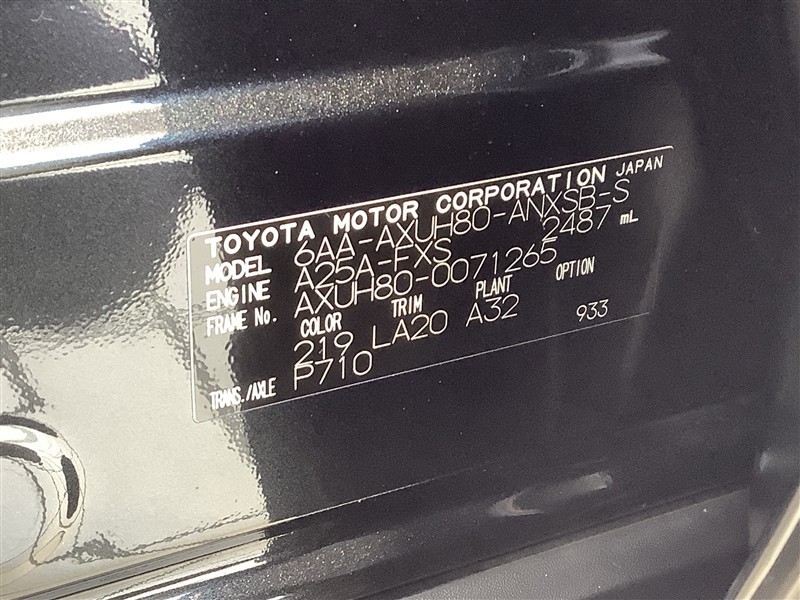 TOYOTA MOTOR CORPORATION JAPAN
MODEL 6AA-AXUH80-ANXSB-S
ENGINE A25A-FXS 2487 mL
FRAME No. AXUH80-0071265
COLOR TRIM PLANT OPTION
219 LA20 A32 933
TRANS./AXLE P710